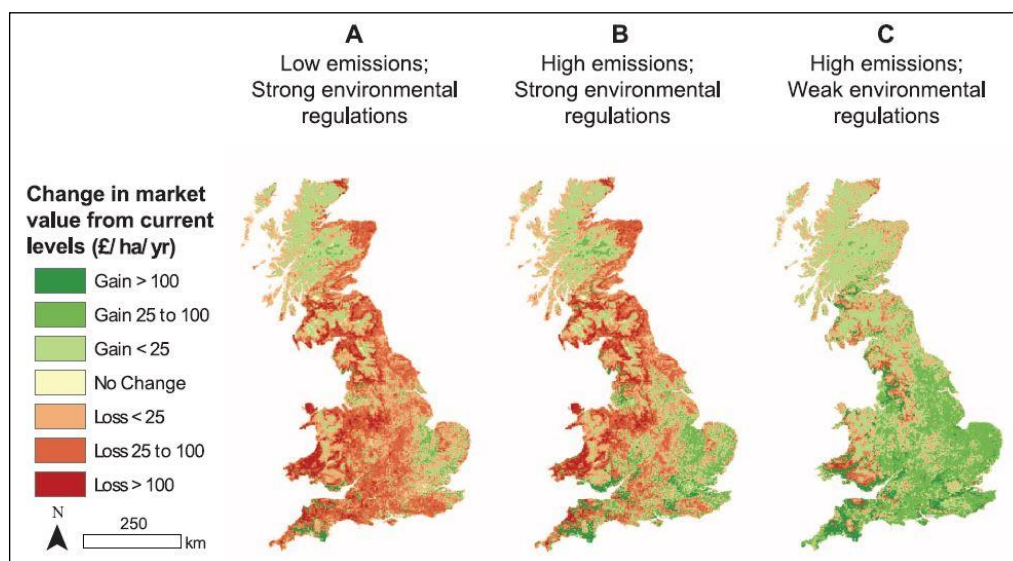 A
Low emissions;
Strong environmental
regulations
B
High emissions;
Strong environmental
regulations
C
High emissions;
Weak environmental
regulations
Change in market
value from current
levels (£/ ha/ yr)
Gain > 100
Gain 25 to 100
Gain < 25
No Change
Loss < 25
Loss 25 to 100
Loss > 100
N
250
km